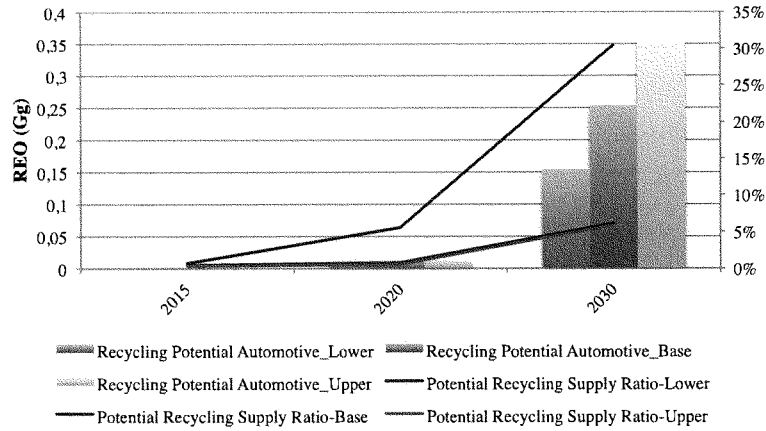 0,4
0,35
0,3
0,25
0,2
0,15
0,1
0,05
0
REO (Gg)
35%
30%
25%
20%
15%
10%
5%
0%
2015
2020
2030
Recycling Potential Automotive_Lower
Recycling Potential Automotive_Base
Recycling Potential Automotive_Upper
Potential Recycling Supply Ratio-Lower
Potential Recycling Supply Ratio-Base
Potential Recycling Supply Ratio-Upper